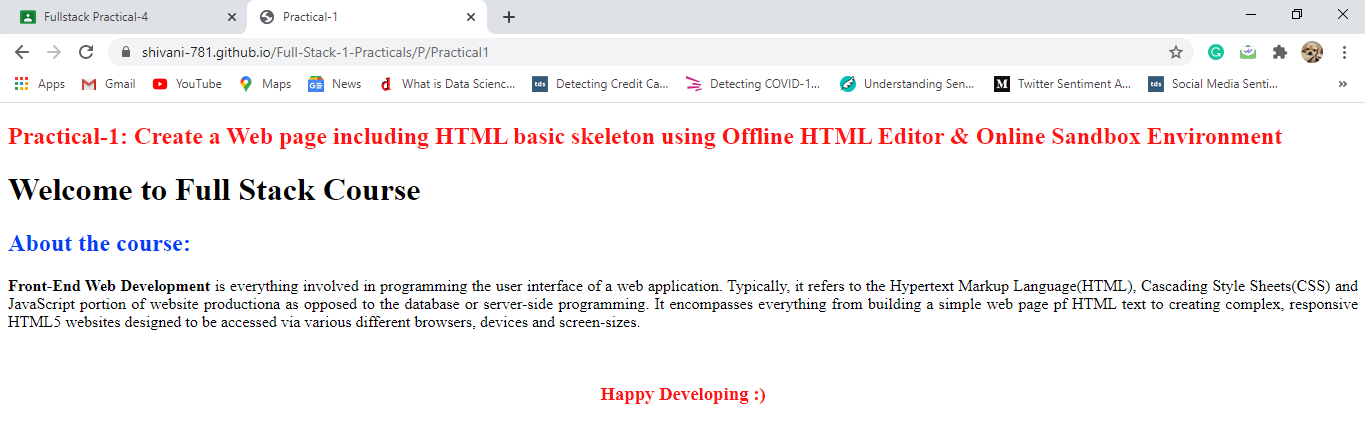 Fullstack Practical-4
Practical-1
shivani-781.github.io/Full-Stack-1-Practicals/P/Practical1
Apps Gmail YouTube Maps News What is Data Scienc... Detecting Credit Ca... Detecting COVID-1... Understanding Sen... Twitter Sentiment A... Social Media Senti...
Practical-1: Create a Web page including HTML basic skeleton using Offline HTML Editor & Online Sandbox Environment
Welcome to Full Stack Course
About the course:
Front-End Web Development is everything involved in programming the user interface of a web application. Typically, it refers to the Hypertext Markup Language(HTML), Cascading Style Sheets(CSS) and
JavaScript portion of website productiona as opposed to the database or server-side programming. It encompasses everything from building a simple web page pf HTML text to creating complex, responsive
HTML5 websites designed to be accessed via various different browsers, devices and screen-sizes.
Happy Developing :)